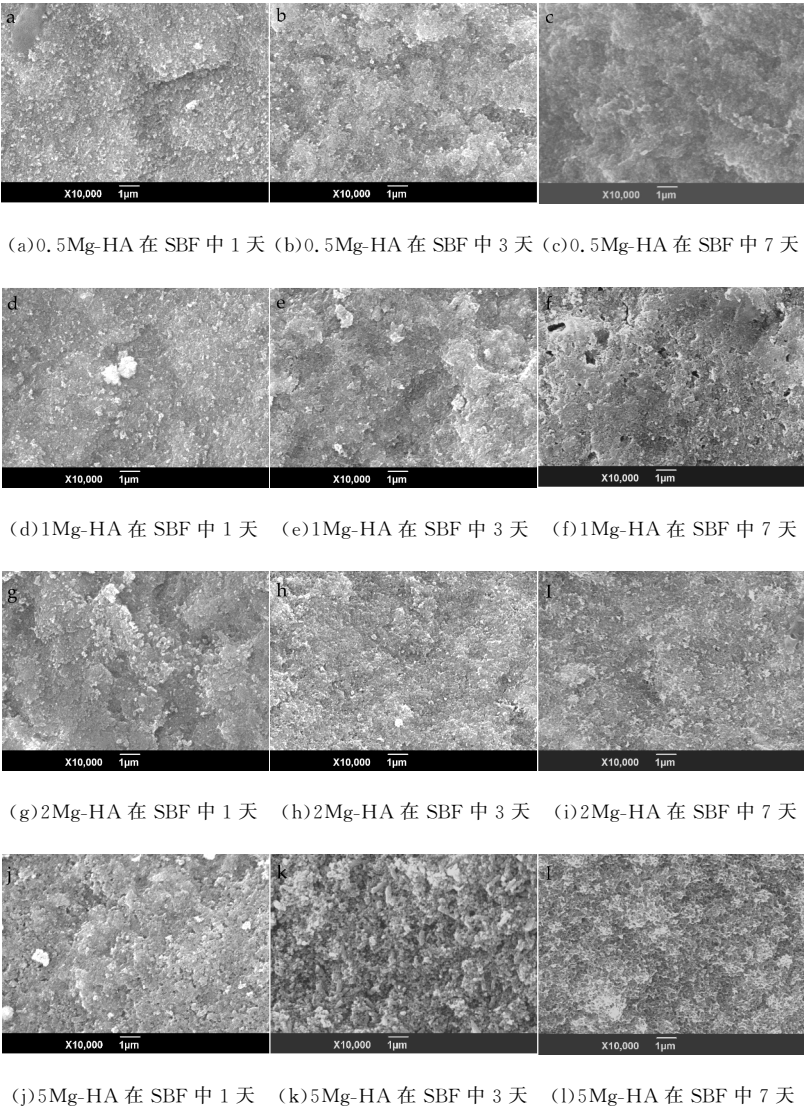 a b c
X10,000 1μm X10,000 1μm X10,000 1μm
(a)0.5Mg-HA 在 SBF 中 1 天 (b)0.5Mg-HA 在 SBF 中 3 天 (c)0.5Mg-HA 在 SBF 中 7 天
d e f
X10,000 1μm X10,000 1μm X10,000 1μm
(d)1Mg-HA 在 SBF 中 1 天 (e)1Mg-HA 在 SBF 中 3 天 (f)1Mg-HA 在 SBF 中 7 天
g h I
X10,000 1μm X10,000 1μm X10,000 1μm
(g)2Mg-HA 在 SBF 中 1 天 (h)2Mg-HA 在 SBF 中 3 天 (i)2Mg-HA 在 SBF 中 7 天
j k I
X10,000 1μm X10,000 1μm X10,000 1μm
(j)5Mg-HA 在 SBF 中 1 天 (k)5Mg-HA 在 SBF 中 3 天 (l)5Mg-HA 在 SBF 中 7 天